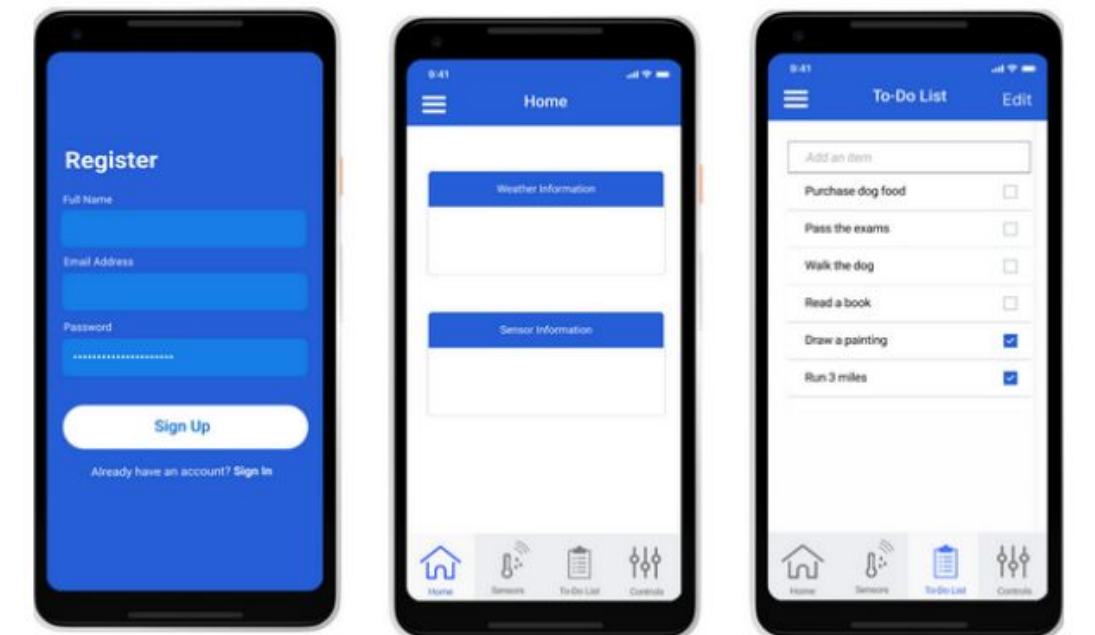 Register
Full Name
Email Address
Password
Sign Up
Already have an account? Sign In
9:41
Home
Weather Information
Sensor Information
Home
Sensors
To-Do List
Controls
9:41
To-Do List
Edit
Add an item
Purchase dog food
Pass the exams
Walk the dog
Read a book
Draw a painting
Run 3 miles
Home
Sensors
To-Do List
Controls